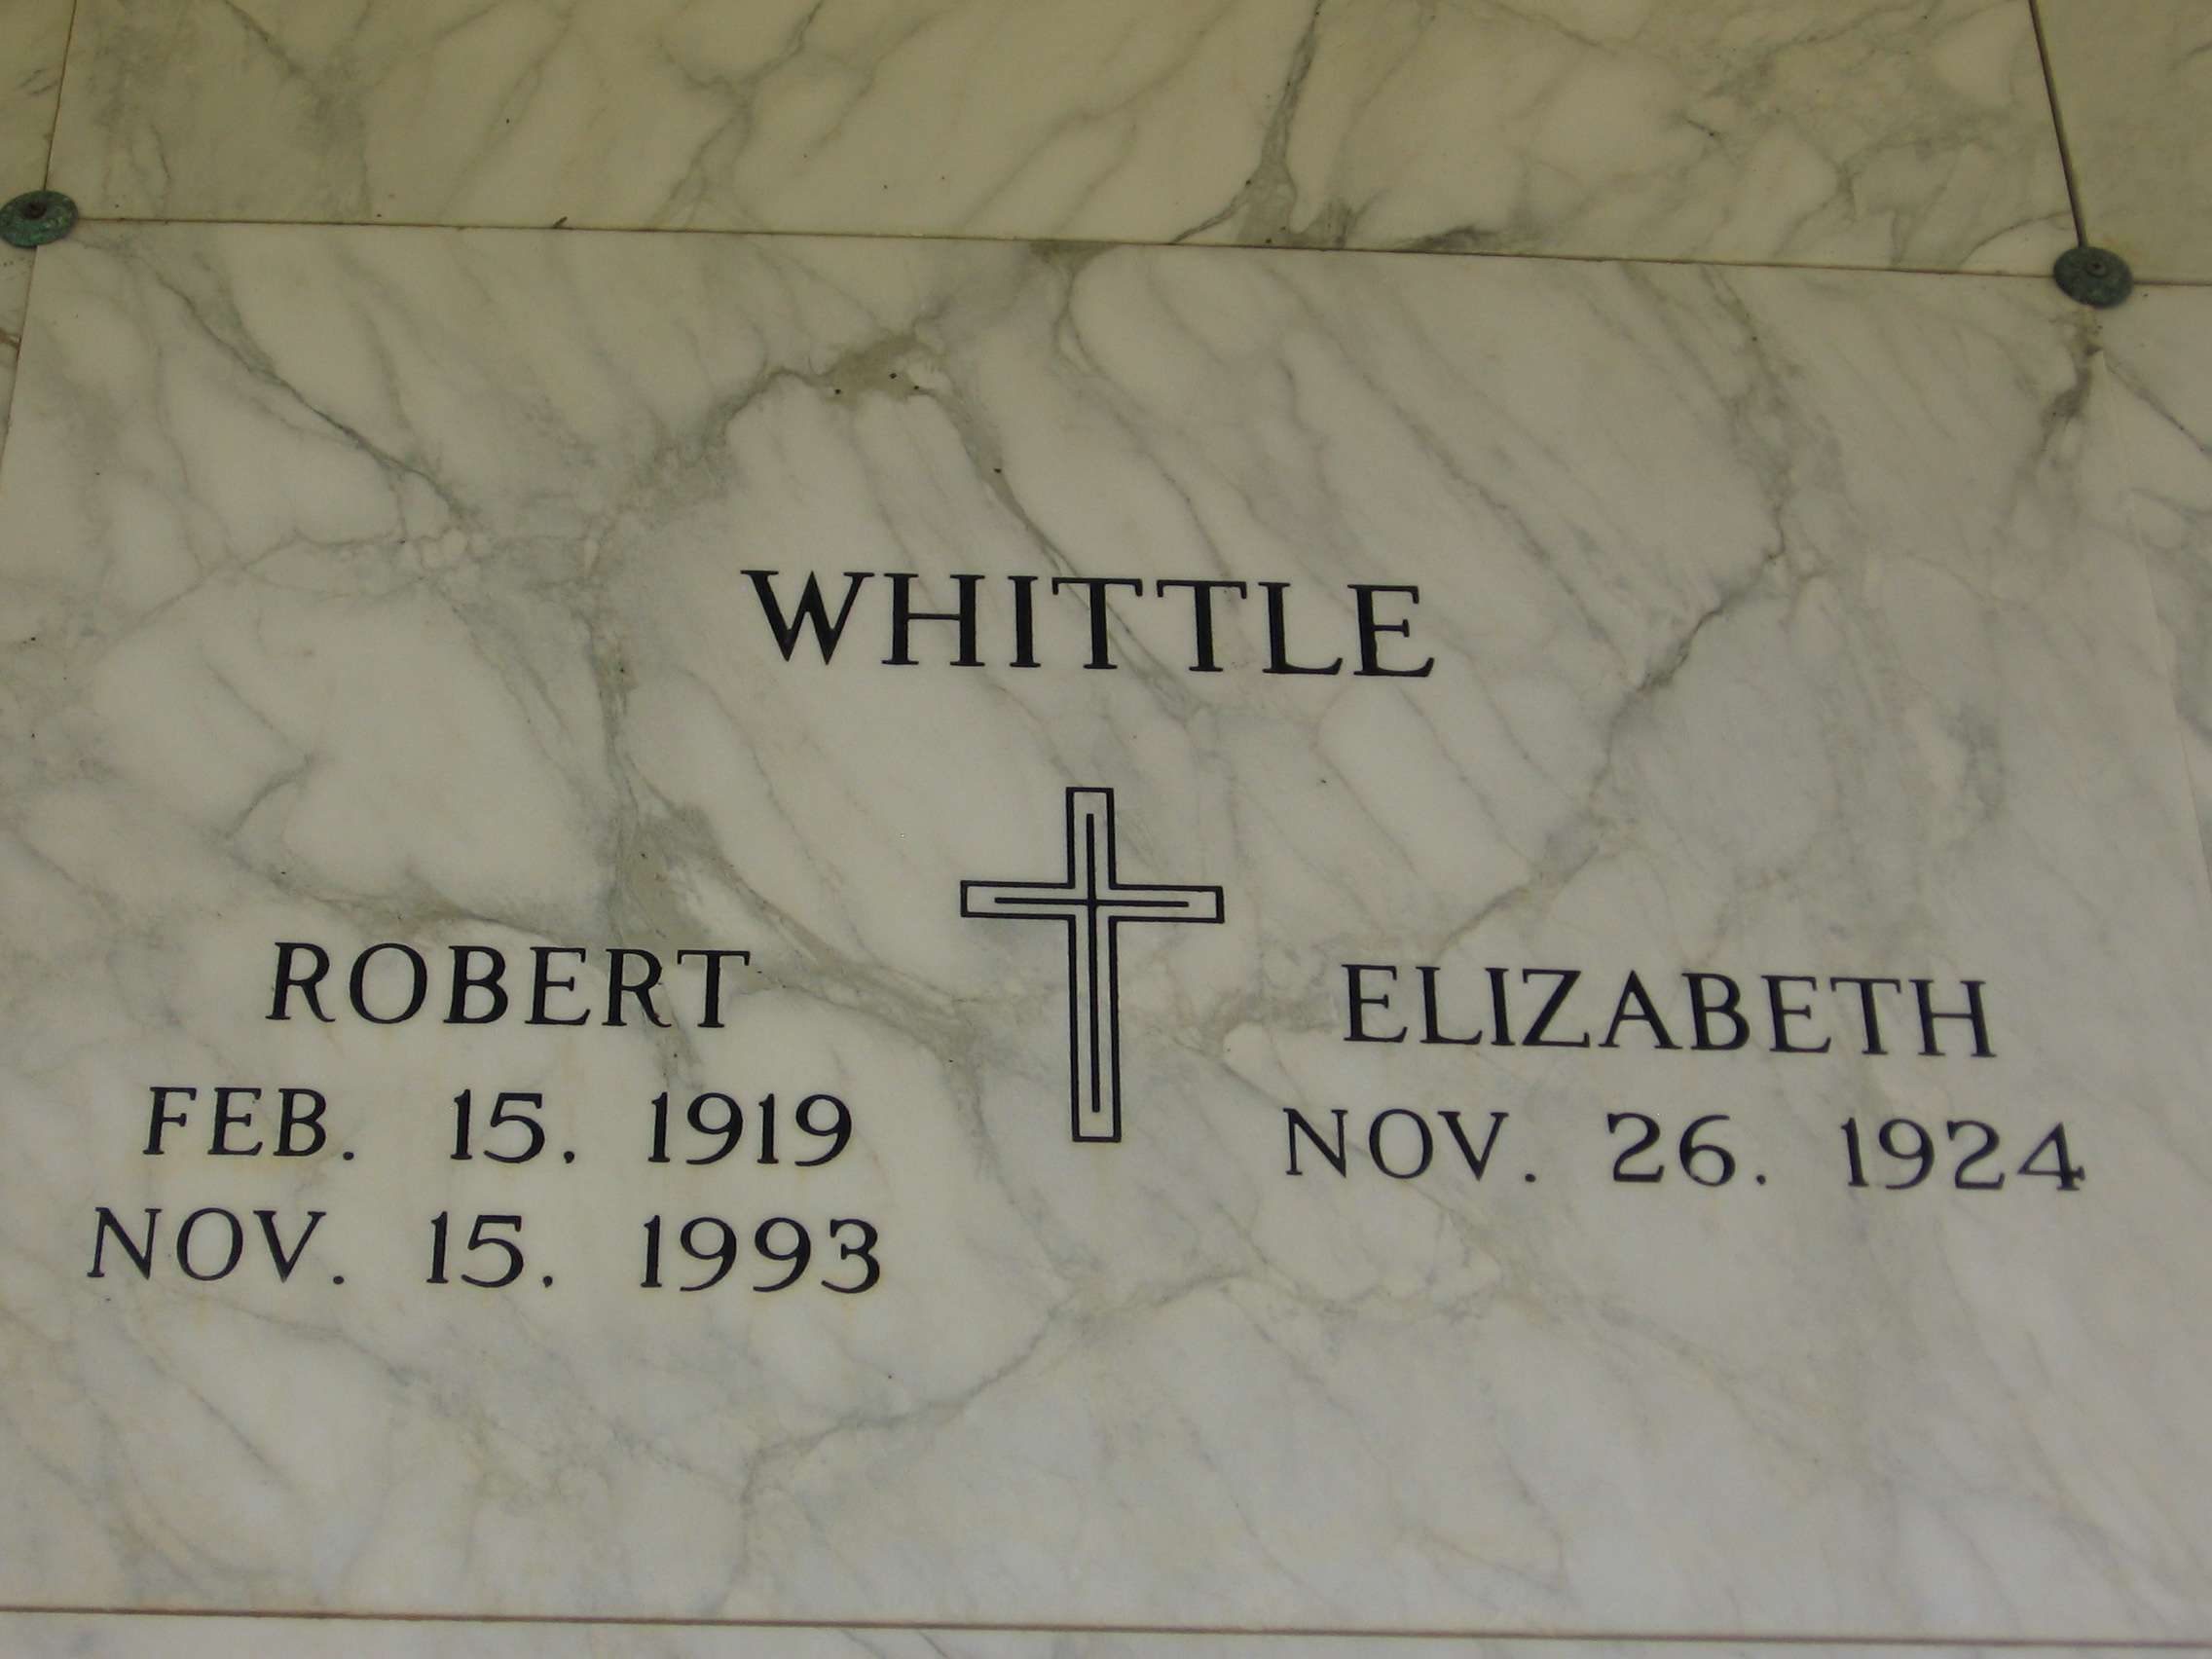 WHITTLE
ROBERT
FEB. 15. 1919
NOV. 15. 1993
ELIZABETH
NOV. 26. 1924